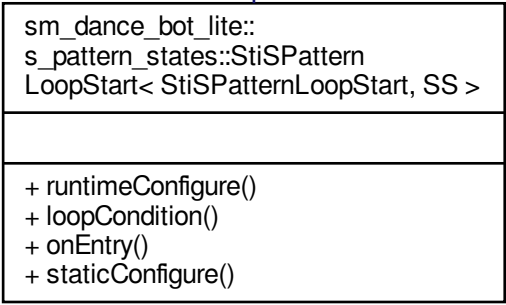 sm_dance_bot_lite::
s_pattern_states::StiSPattern
LoopStart< StiSPatternLoopStart, SS >
+ runtimeConfigure()
+ loopCondition()
+ onEntry()
+ staticConfigure()